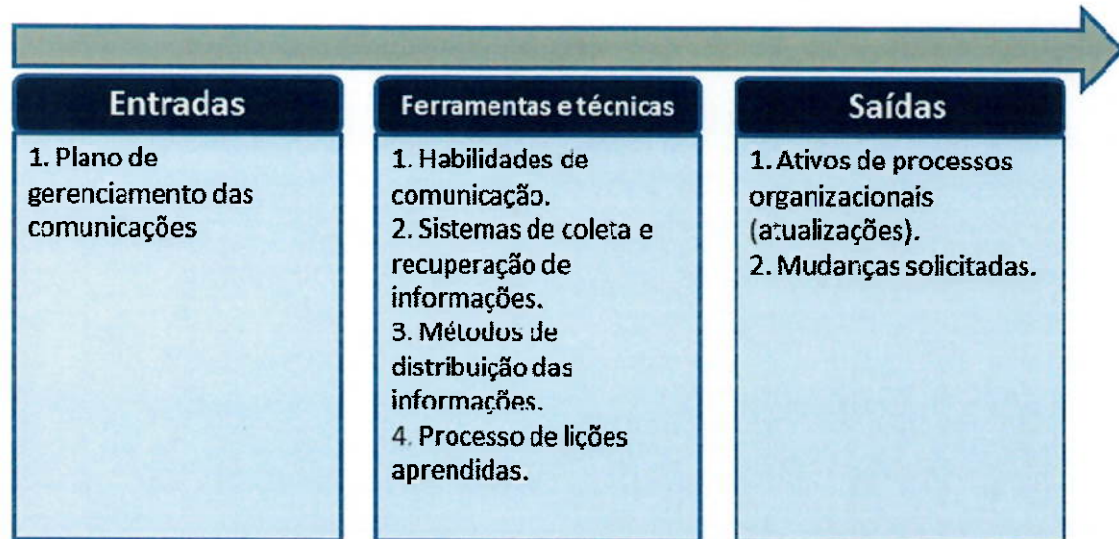 Entradas
1. Plano de
gerenciamento das
comunicações
Ferramentas e técnicas
1. Habilidades de
comunicação.
2. Sistemas de coleta e
recuperação de
informações.
3. Métodos de
distribuição das
informações.
4. Processo de lições
aprendidas.
Saídas
1. Ativos de processos
organizacionais
(atualizações).
2. Mudanças solicitadas.